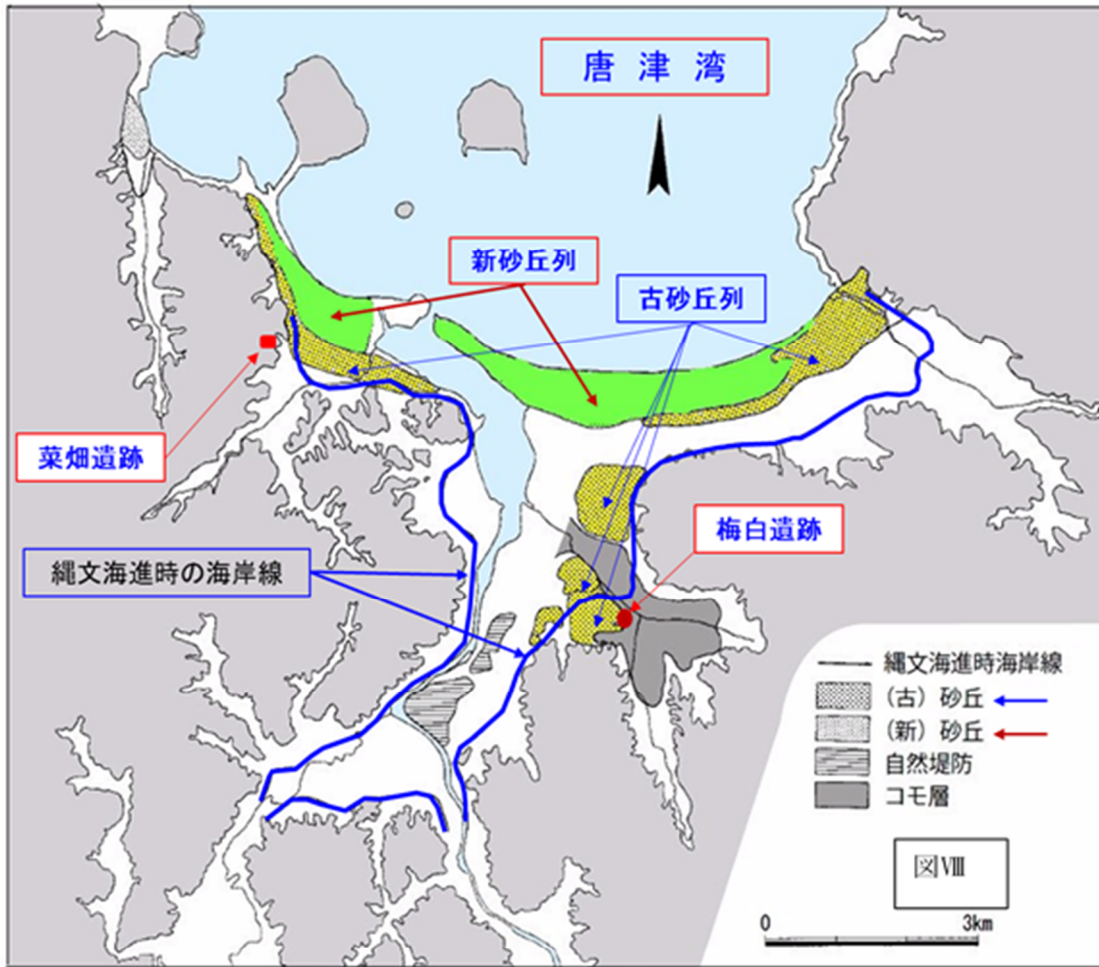 唐 津 湾
新砂丘列
古砂丘列
菜畑遺跡
梅白遺跡
縄文海進時の海岸線
縄文海進時海岸線
(古) 砂丘
(新) 砂丘
自然堤防
コモ層
図Ⅷ
0 3km